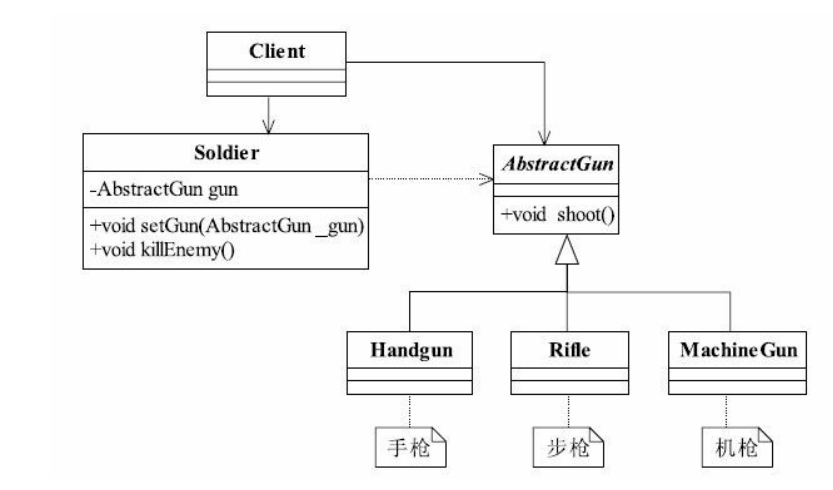 Client
Soldier
-AbstractGun gun
+void setGun(AbstractGun _gun)
+void killEnemy()
AbstractGun
+void shoot()
Handgun
Rifle
MachineGun
手枪
步枪
机枪